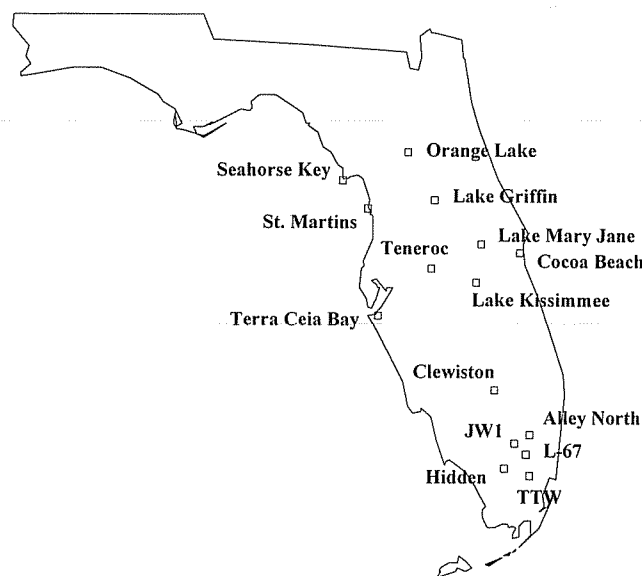 Orange Lake
Seahorse Key
Lake Griffin
St. Martins
Lake Mary Jane
Teneroc
Cocoa Beach
Lake Kissimmee
Terra Ceia Bay
Clewiston
Alley North
JW1
L-67
Hidden
TTW